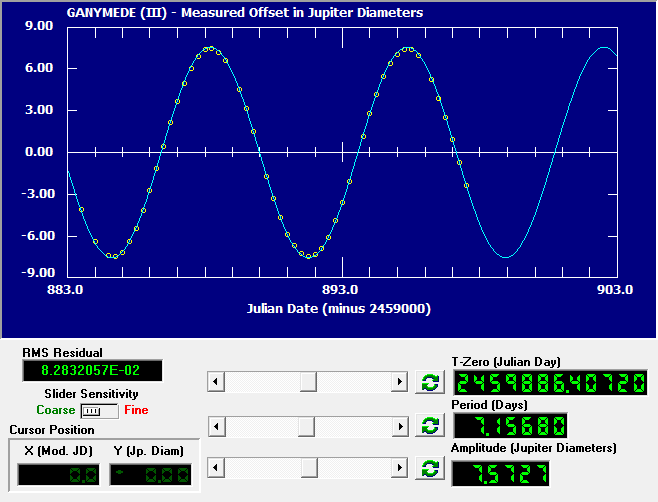 GANYMEDE (III) - Measured Offset in Jupiter Diameters
9.00
6.00
3.00
0.00
-3.00
-6.00
-9.00
883.0 893.0 903.0
Julian Date (minus 2459000)
RMS Residual
8.2832057E-02
Slider Sensitivity
Coarse Fine
Cursor Position
X (Mod. JD) Y (Jp. Diam)
0.0 - 0.00
T-Zero (Julian Day)
2459886.40720
Period (Days)
7.15680
Amplitude (Jupiter Diameters)
7.5727